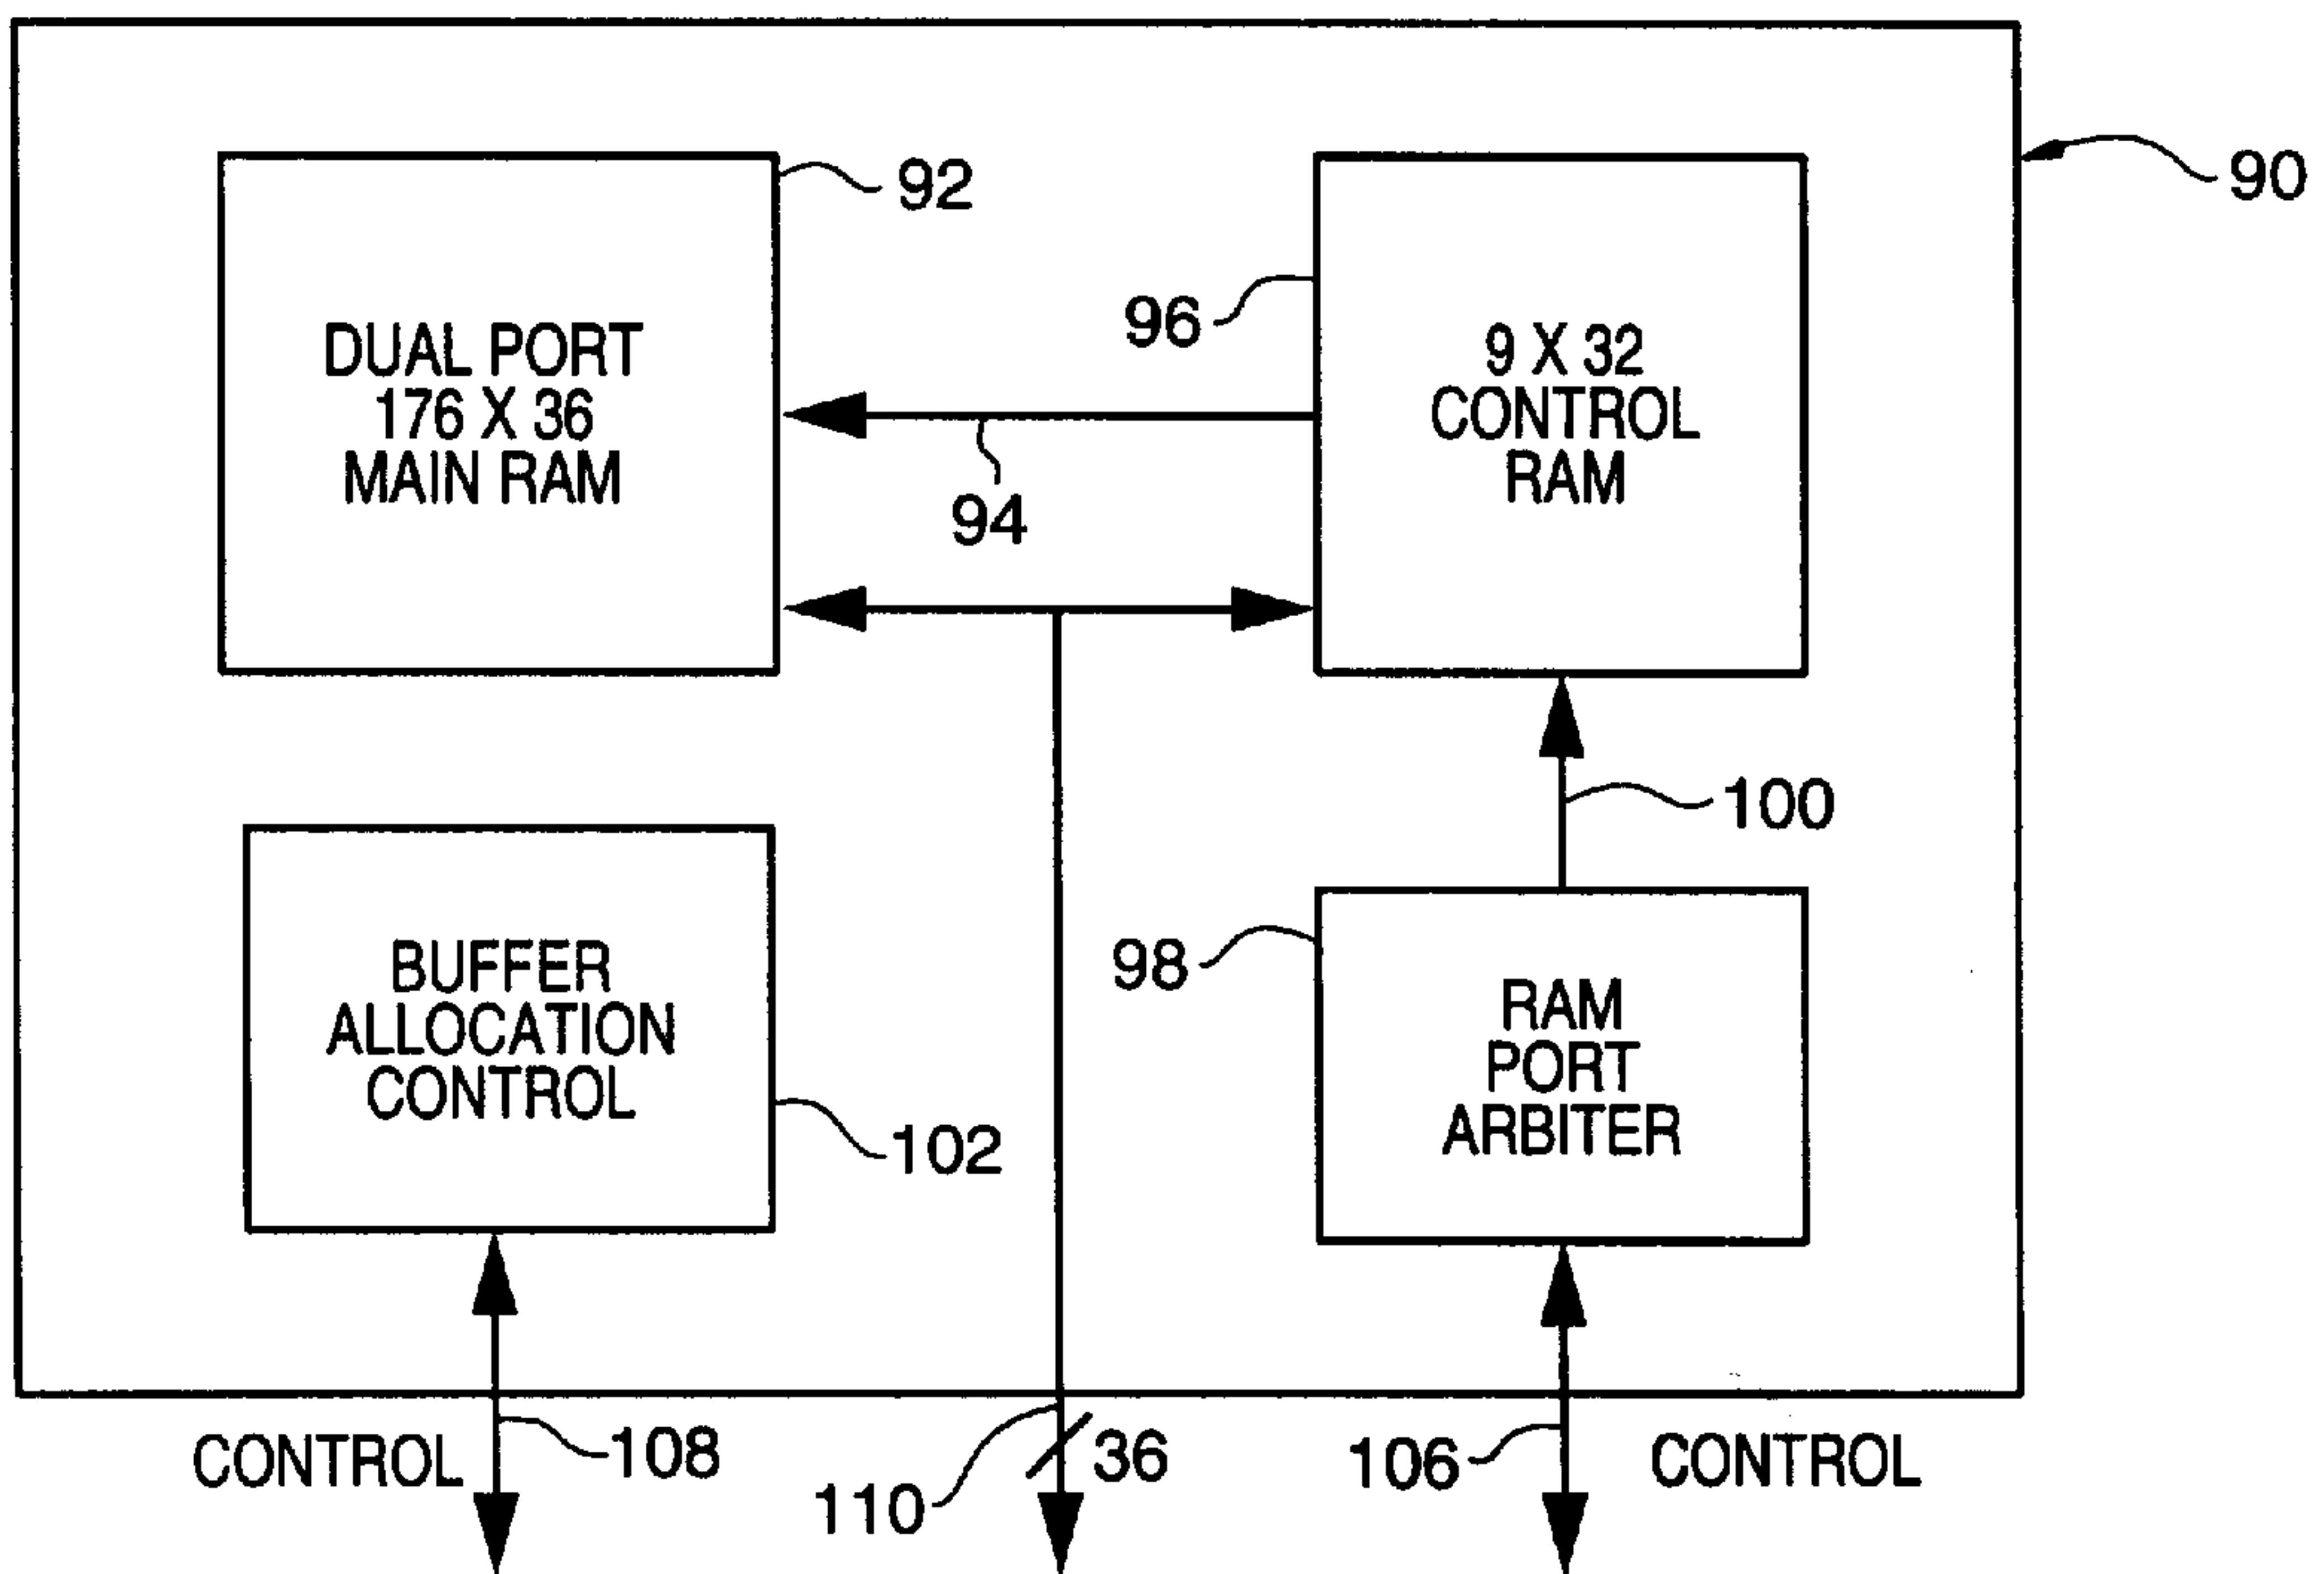 92
90
DUAL PORT
176 X 36
MAIN RAM
96
9 X 32
CONTROL
RAM
94
100
BUFFER
ALLOCATION
CONTROL
102
98
RAM
PORT
ARBITER
CONTROL
108
110
36
106
CONTROL